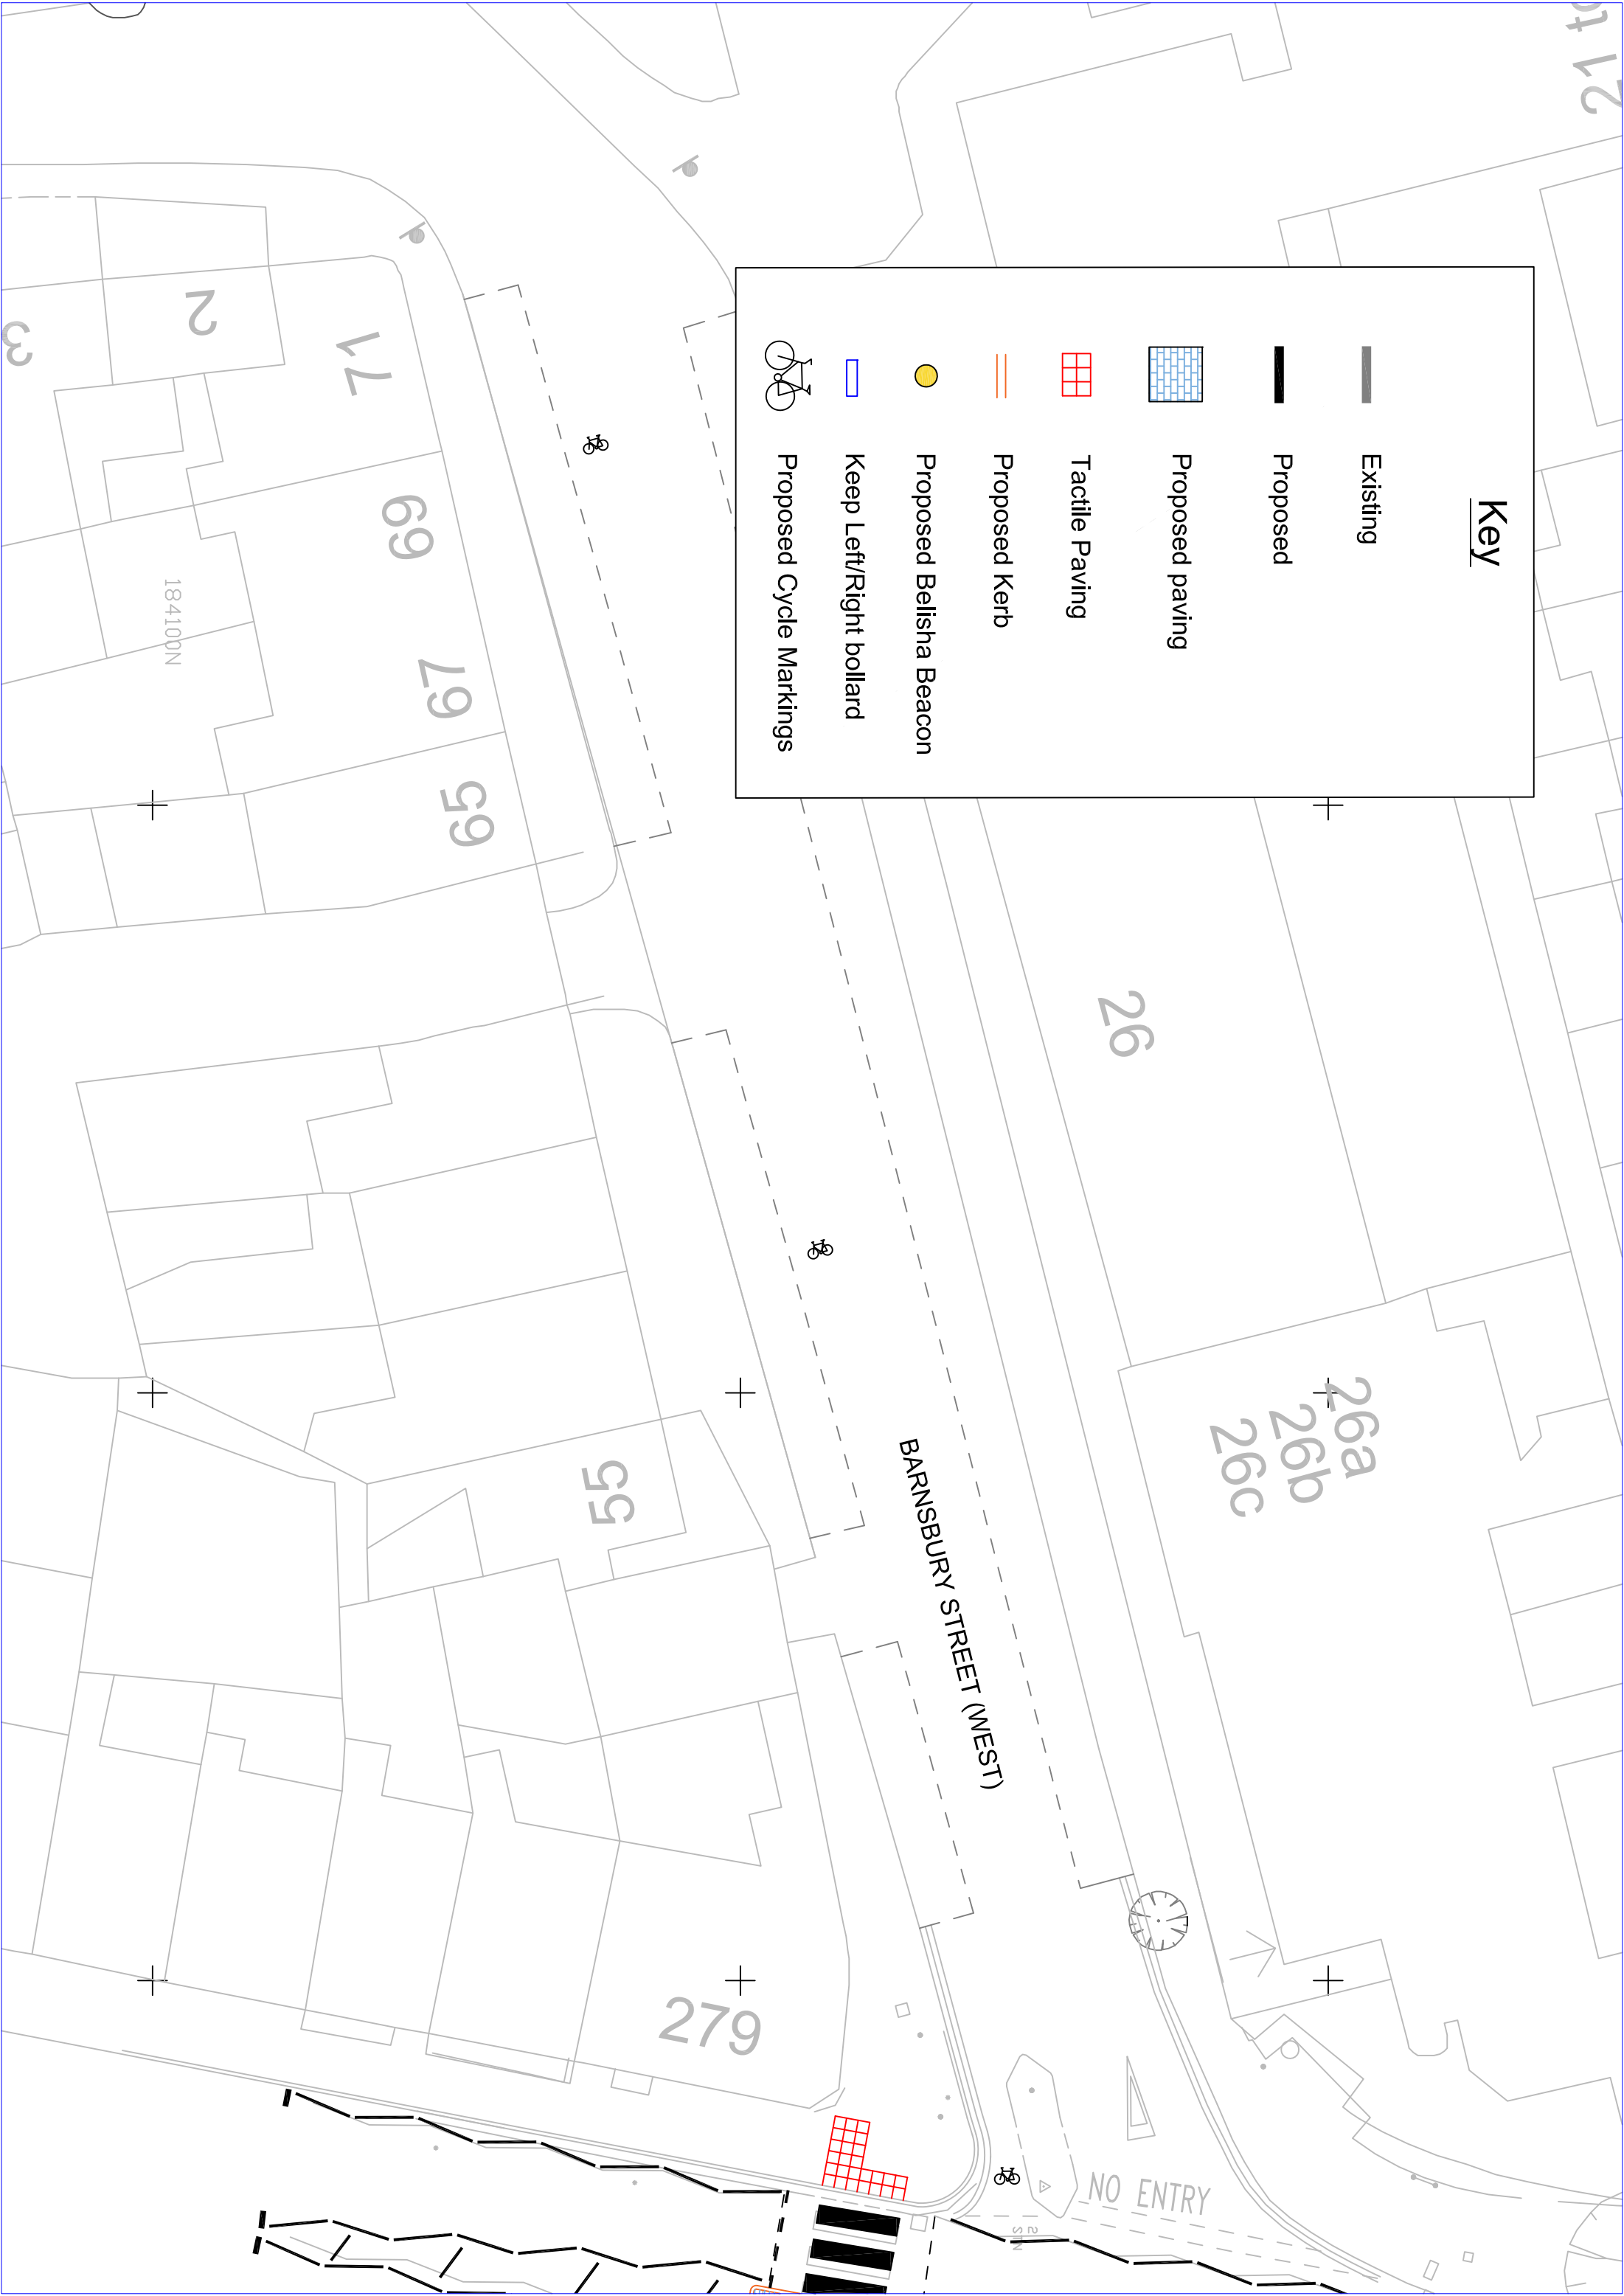 Key
Existing
Proposed
Proposed paving
Tactile Paving
Proposed Kerb
Proposed Belisha Beacon
Keep Left/Right bollard
Proposed Cycle Markings
BARNSBURY STREET (WEST)
NO ENTRY
184100N
3
2
71
69
67
65
55
279
26
26a
26b
26c